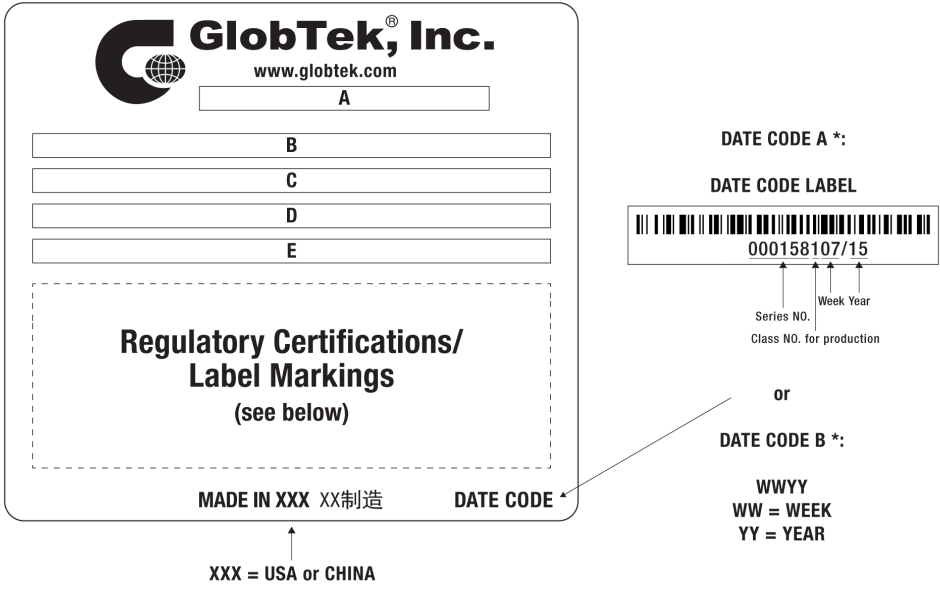 GlobTek®, Inc.
www.globtek.com
A
B
C
D
E
Regulatory Certifications/
Label Markings
(see below)
MADE IN XXX XX制造 DATE CODE
XXX = USA or CHINA
DATE CODE A *:
DATE CODE LABEL
000158107/15
Week Year
Series NO.
Class NO. for production
or
DATE CODE B *:
WWYY
WW = WEEK
YY = YEAR